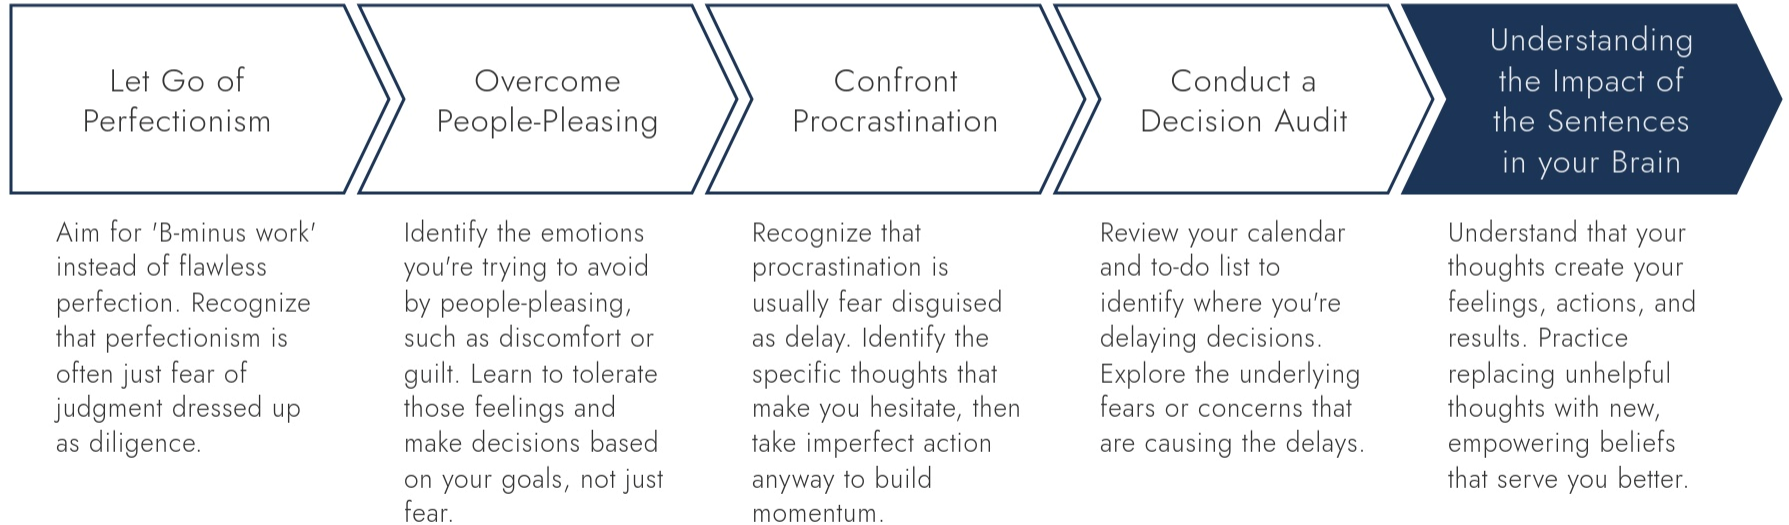 Let Go of
Perfectionism
Overcome
People-Pleasing
Confront
Procrastination
Conduct a
Decision Audit
Understanding
the Impact of
the Sentences
in your Brain
Aim for 'B-minus work'
instead of flawless
perfection. Recognize
that perfectionism is
often just fear of
judgment dressed up
as diligence.
Identify the emotions
you're trying to avoid
by people-pleasing,
such as discomfort or
guilt. Learn to tolerate
those feelings and
make decisions based
on your goals, not just
fear.
Recognize that
procrastination is
usually fear disguised
as delay. Identify the
specific thoughts that
make you hesitate, then
take imperfect action
anyway to build
momentum.
Review your calendar
and to-do list to
identify where you're
delaying decisions.
Explore the underlying
fears or concerns that
are causing the delays.
Understand that your
thoughts create your
feelings, actions, and
results. Practice
replacing unhelpful
thoughts with new,
empowering beliefs
that serve you better.